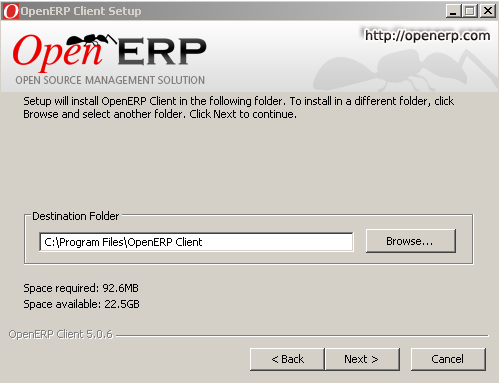 OpenERP Client Setup
Open ERP
http://openerp.com
OPEN SOURCE MANAGEMENT SOLUTION
Setup will install OpenERP Client in the following folder. To install in a different folder, click
Browse and select another folder. Click Next to continue.
Destination Folder
C:\Program Files\OpenERP Client
Browse...
Space required: 92.6MB
Space available: 22.5GB
OpenERP Client 5.0.6
< Back
Next >
Cancel